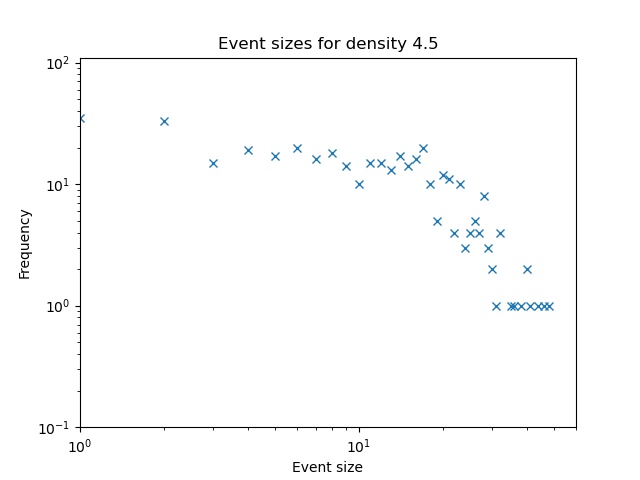 Event sizes for density 4.5
10²
10¹
10⁰
10⁻¹
Frequency
10⁰ 10¹
Event size